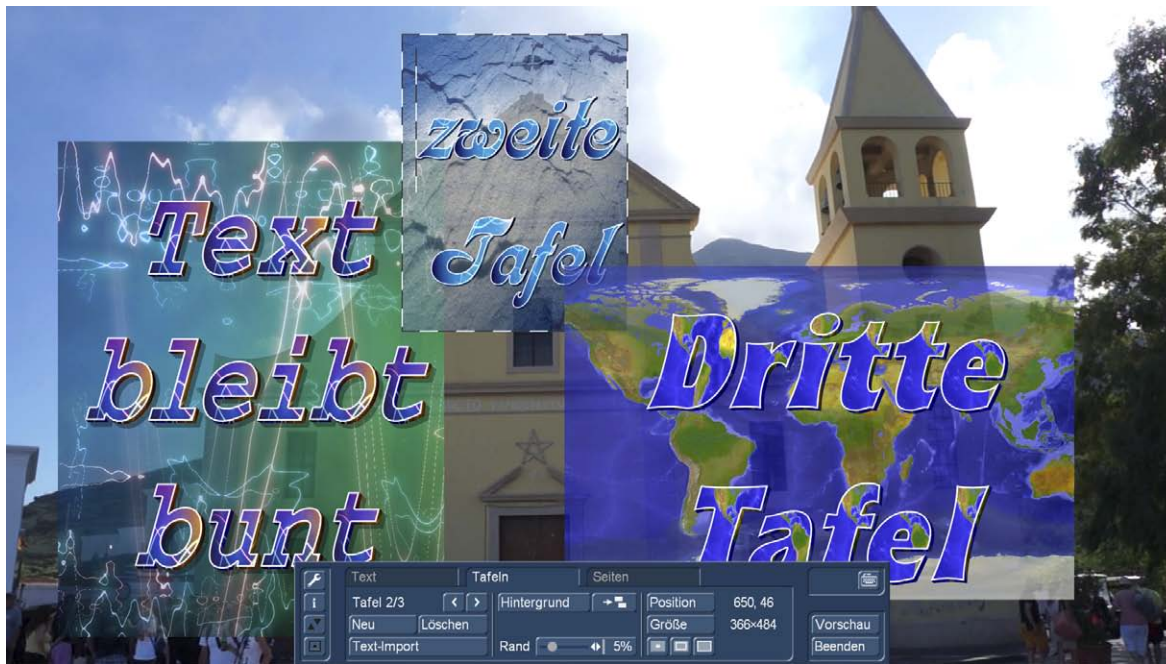 zweite
Tafel
Text
bleibt
bunt
Dritte
Tafel
Text Tafeln Seiten
Tafel 2/3 Hintergrund Position 650, 46
Neu Löschen Größe 366×484 Vorschau
Text-Import Rand 5% Beenden